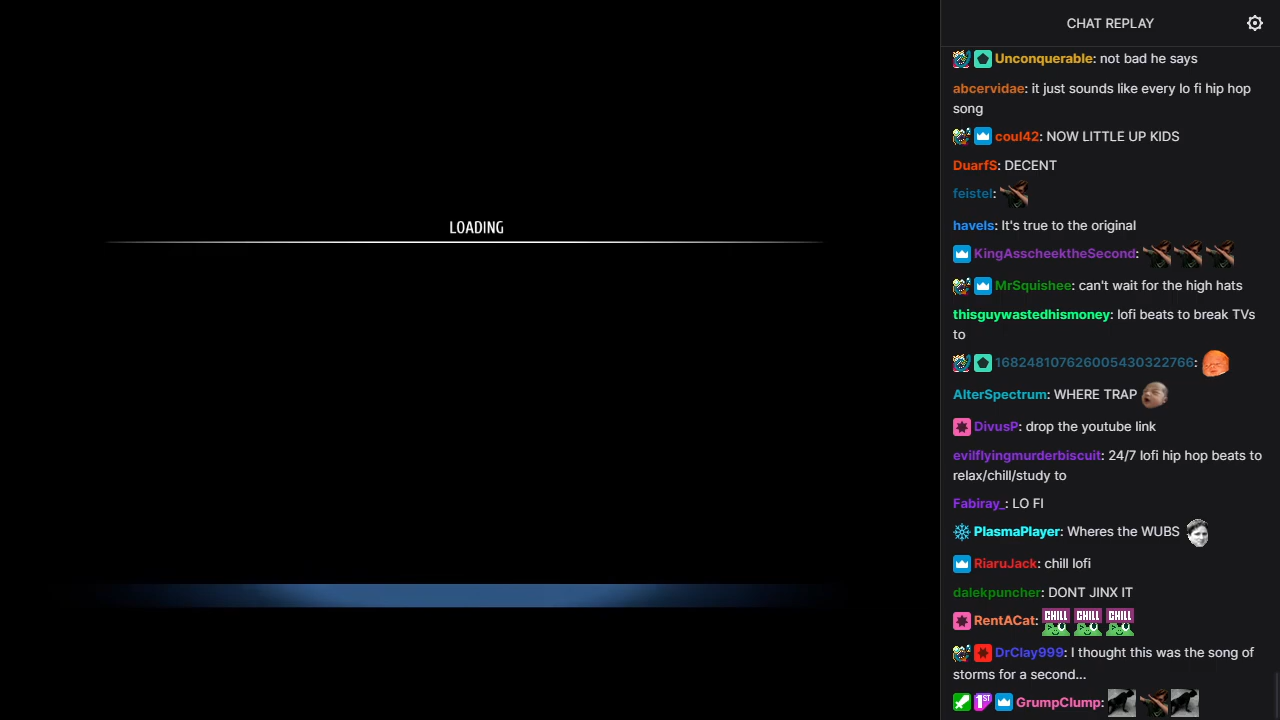 LOADING
CHAT REPLAY
Unconquerable: not bad he says
abcervidae: it just sounds like every lo fi hip hop
song
coul42: NOW LITTLE UP KIDS
DuarfS: DECENT
feistel:
havels: It's true to the original
KingAsscheektheSecond:
MrSquishee: can't wait for the high hats
thisguywastedhismoney: lofi beats to break TVs
to
168248107626005430322766:
AlterSpectrum: WHERE TRAP
DivusP: drop the youtube link
evilflyingmurderbiscuit: 24/7 lofi hip hop beats to
relax/chill/study to
Fabiray_: LO FI
PlasmaPlayer: Wheres the WUBS
RiaruJack: chill lofi
dalekpuncher: DONT JINX IT
RentACat: CHILL CHILL CHILL
DrClay999: I thought this was the song of
storms for a second...
1ST GrumpClump: